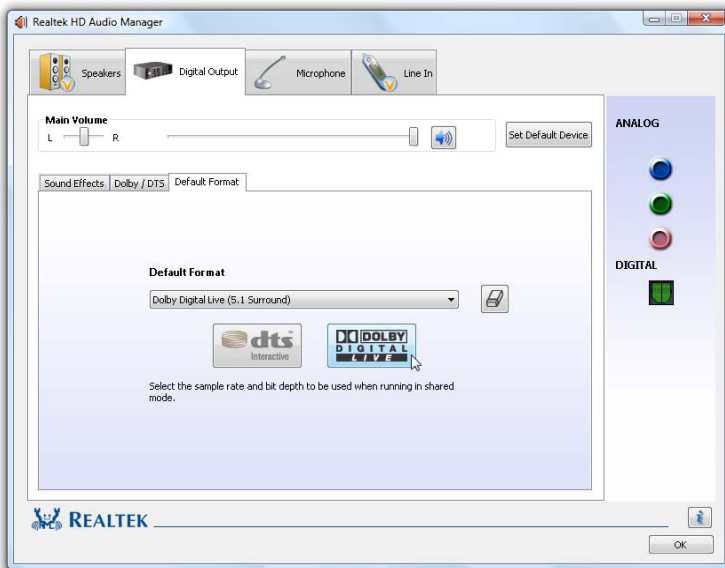 Realtek HD Audio Manager
Speakers
Digital Output
Microphone
Line In
Main Volume
L
R
Set Default Device
Sound Effects
Dolby / DTS
Default Format
Default Format
Dolby Digital Live (5.1 Surround)
dts
Interactive
DOLBY
DIGITAL
LIVE
Select the sample rate and bit depth to be used when running in shared
mode.
ANALOG
DIGITAL
REALTEK
i
OK